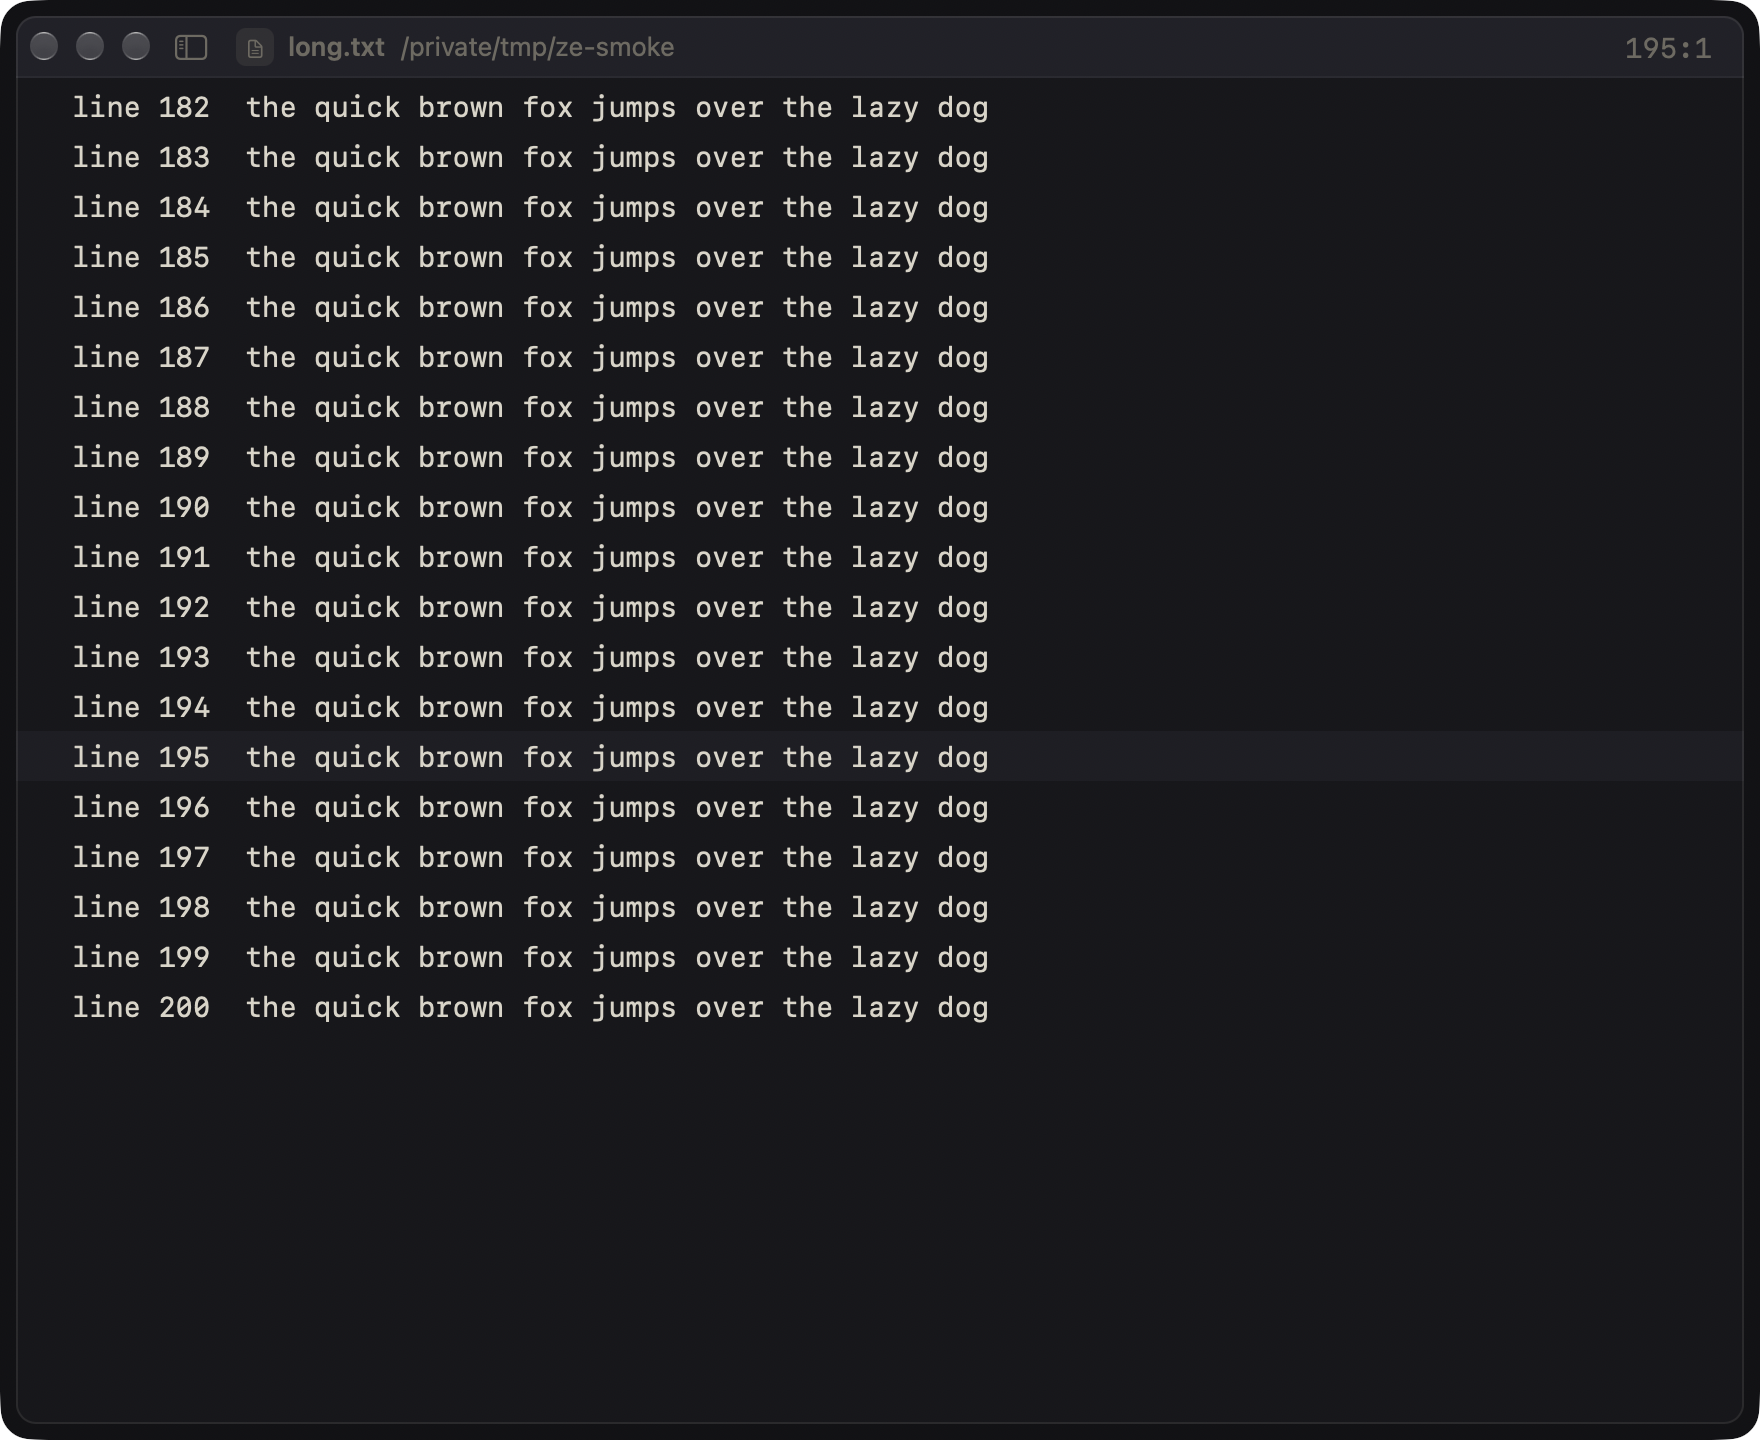 long.txt /private/tmp/ze-smoke 195:1
line 182  the quick brown fox jumps over the lazy dog
line 183  the quick brown fox jumps over the lazy dog
line 184  the quick brown fox jumps over the lazy dog
line 185  the quick brown fox jumps over the lazy dog
line 186  the quick brown fox jumps over the lazy dog
line 187  the quick brown fox jumps over the lazy dog
line 188  the quick brown fox jumps over the lazy dog
line 189  the quick brown fox jumps over the lazy dog
line 190  the quick brown fox jumps over the lazy dog
line 191  the quick brown fox jumps over the lazy dog
line 192  the quick brown fox jumps over the lazy dog
line 193  the quick brown fox jumps over the lazy dog
line 194  the quick brown fox jumps over the lazy dog
line 195  the quick brown fox jumps over the lazy dog
line 196  the quick brown fox jumps over the lazy dog
line 197  the quick brown fox jumps over the lazy dog
line 198  the quick brown fox jumps over the lazy dog
line 199  the quick brown fox jumps over the lazy dog
line 200  the quick brown fox jumps over the lazy dog